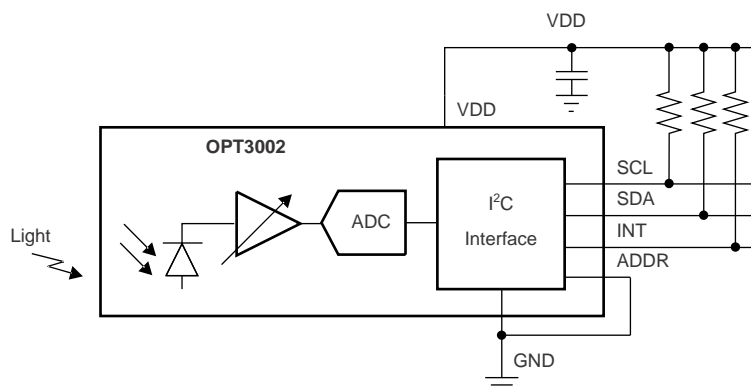 VDD
VDD
OPT3002
SCL
I²C
SDA
ADC
Light
Interface
INT
ADDR
GND